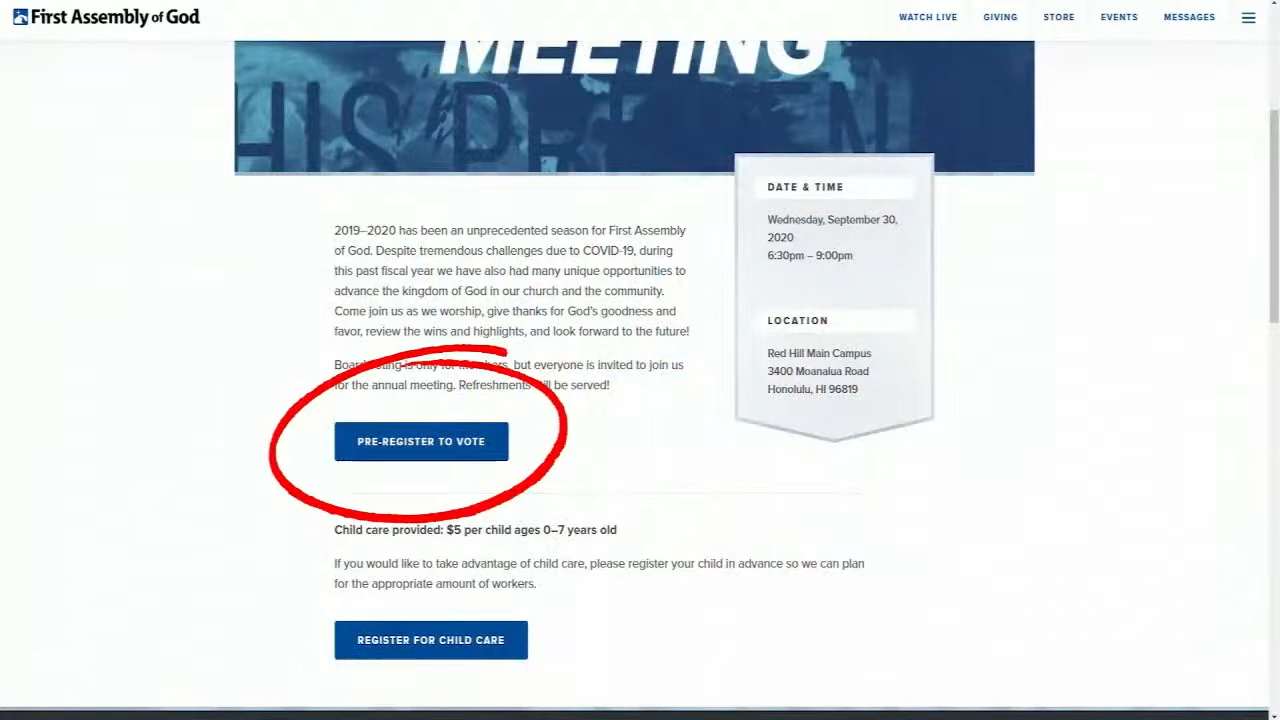 First Assembly of God
WATCH LIVE GIVING STORE EVENTS MESSAGES
MEETING
DATE & TIME
Wednesday, September 30,
2020
6:30pm – 9:00pm
LOCATION
Red Hill Main Campus
3400 Moanalua Road
Honolulu, HI 96819
2019–2020 has been an unprecedented season for First Assembly
of God. Despite tremendous challenges due to COVID-19, during
this past fiscal year we have also had many unique opportunities to
advance the kingdom of God in our church and the community.
Come join us as we worship, give thanks for God's goodness and
favor, review the wins and highlights, and look forward to the future!
is only for but everyone is invited to join us
for the annual meeting. Refreshments be served!
PRE-REGISTER TO VOTE
Child care provided: $5 per child ages 0–7 years old
If you would like to take advantage of child care, please register your child in advance so we can plan
for the appropriate amount of workers.
REGISTER FOR CHILD CARE